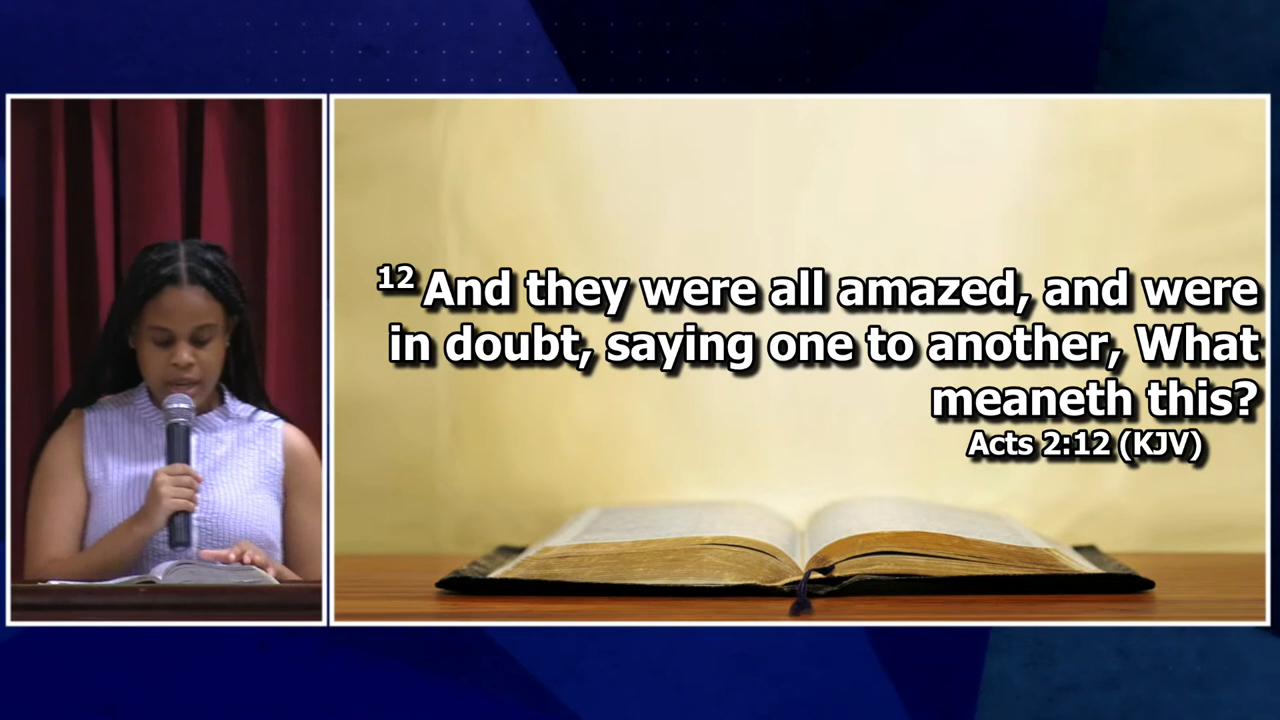 12 And they were all amazed, and were
in doubt, saying one to another, What
meaneth this?
Acts 2:12 (KJV)